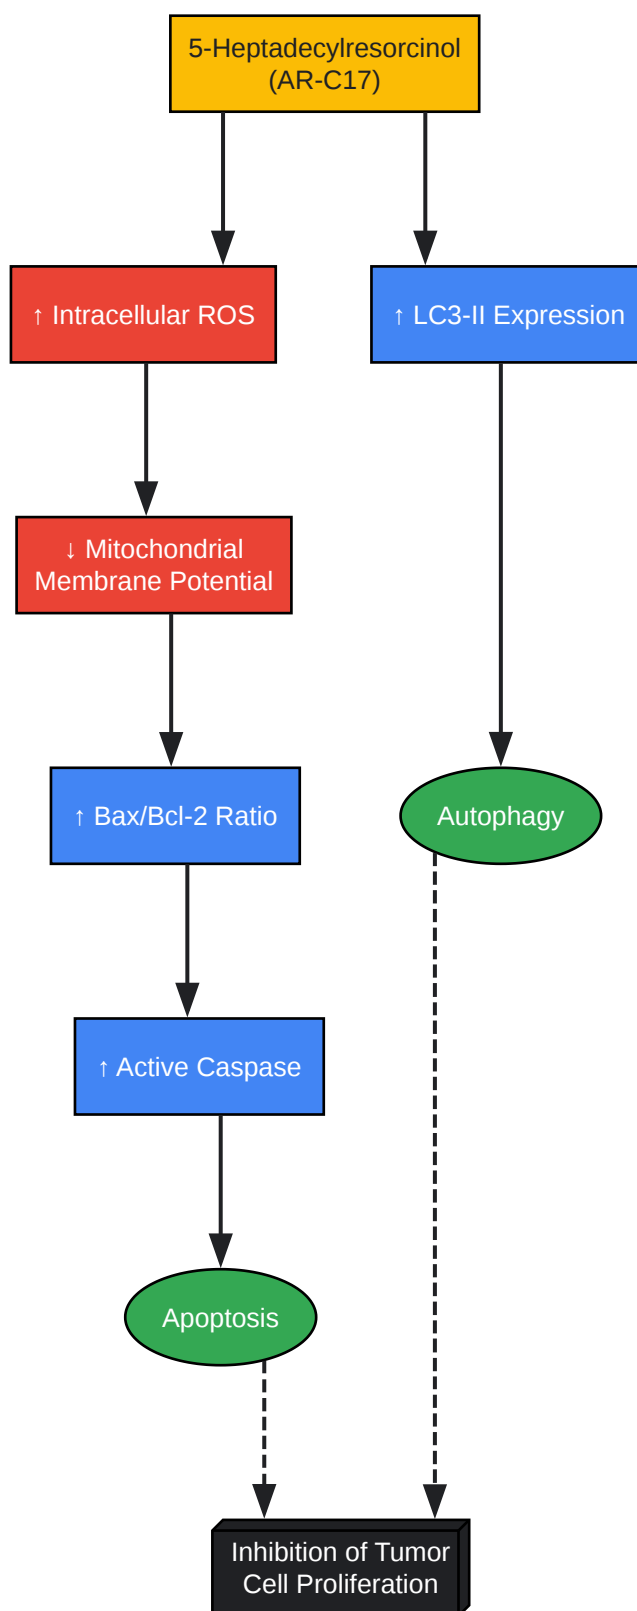 5-Heptadecylresorcinol
(AR-C17)
↑ Intracellular ROS
↑ LC3-II Expression
↓ Mitochondrial
Membrane Potential
↑ Bax/Bcl-2 Ratio
Autophagy
↑ Active Caspase
Apoptosis
Inhibition of Tumor
Cell Proliferation